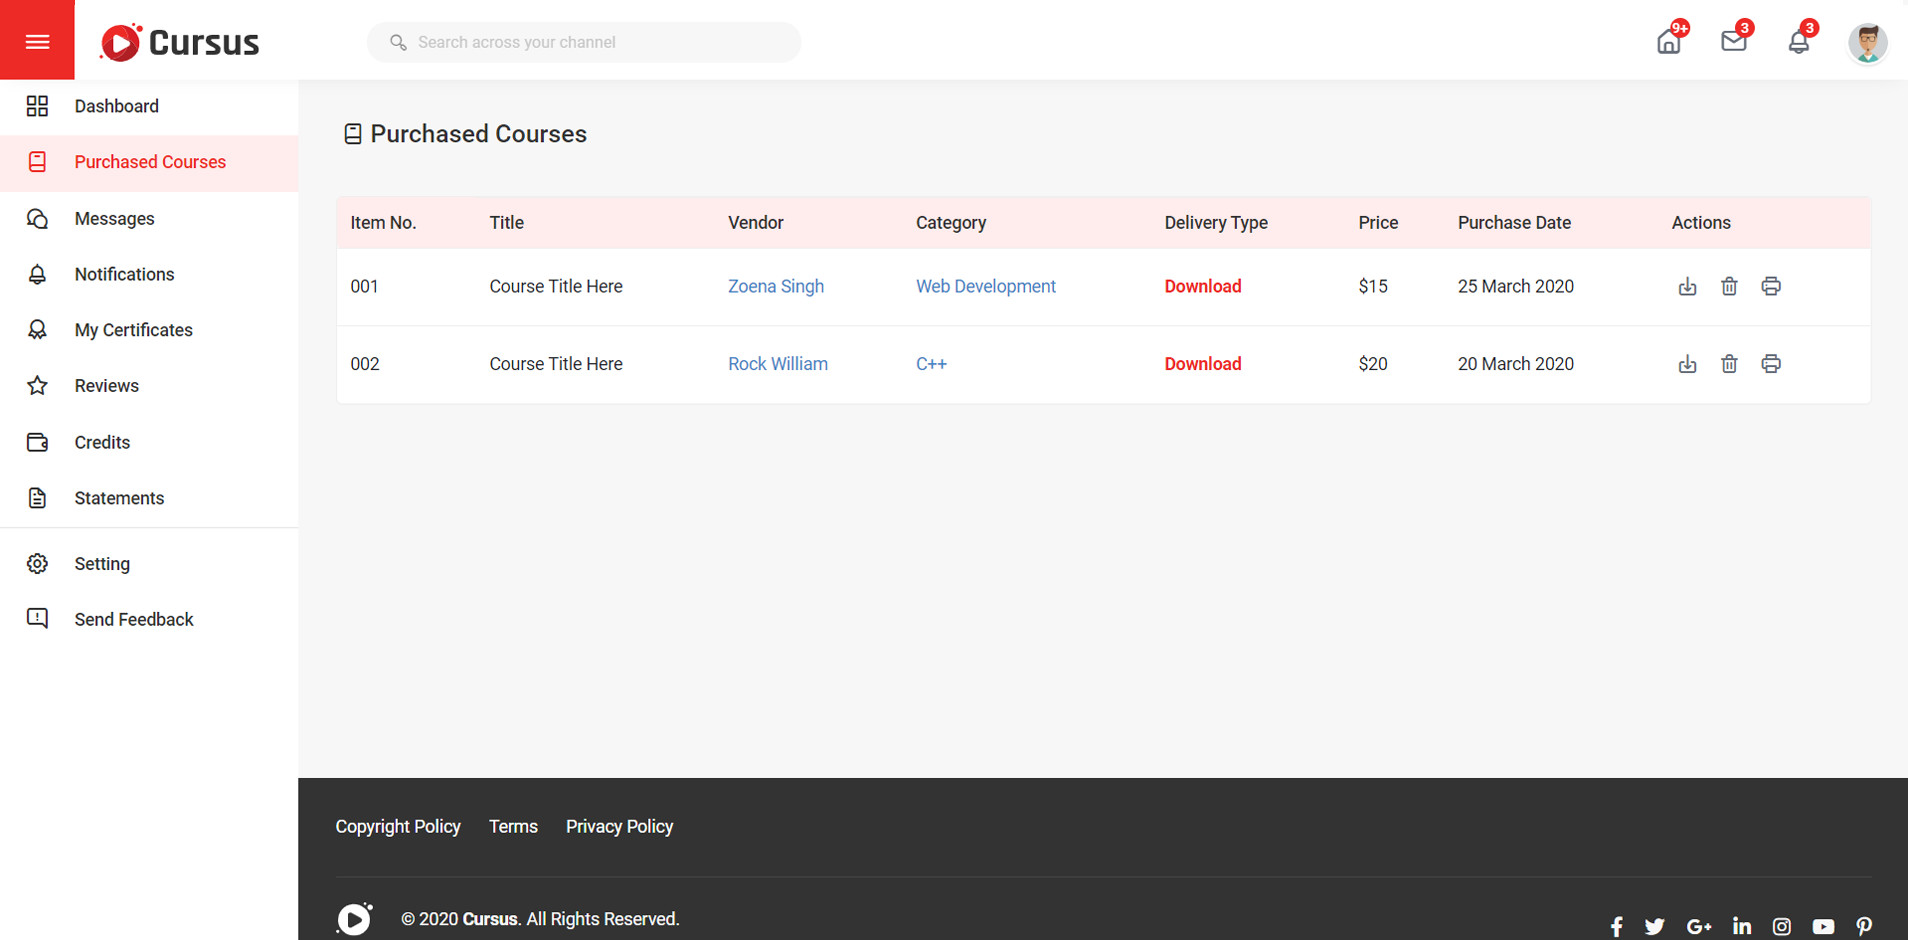 Cursus
Search across your channel
9+
3
3
Dashboard
Purchased Courses
Messages
Notifications
My Certificates
Reviews
Credits
Statements
Setting
Send Feedback
Purchased Courses
Item No. Title Vendor Category Delivery Type Price Purchase Date Actions
001 Course Title Here Zoena Singh Web Development Download $15 25 March 2020
002 Course Title Here Rock William C++ Download $20 20 March 2020
Copyright Policy Terms Privacy Policy
© 2020 Cursus. All Rights Reserved.